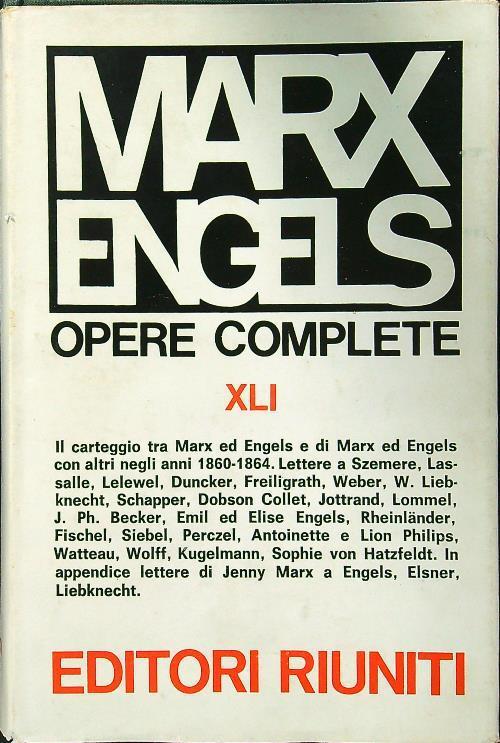 MARX
ENGELS
OPERE COMPLETE
XLI
Il carteggio tra Marx ed Engels e di Marx ed Engels
con altri negli anni 1860-1864. Lettere a Szemere, Las-
salle, Lelewel, Duncker, Freiligrath, Weber, W. Lieb-
knecht, Schapper, Dobson Collet, Jottrand, Lommel,
J. Ph. Becker, Emil ed Elise Engels, Rheinländer,
Fischel, Siebel, Perczel, Antoinette e Lion Philips,
Watteau, Wolff, Kugelmann, Sophie von Hatzfeldt. In
appendice lettere di Jenny Marx a Engels, Elsner,
Liebknecht.
EDITORI RIUNITI